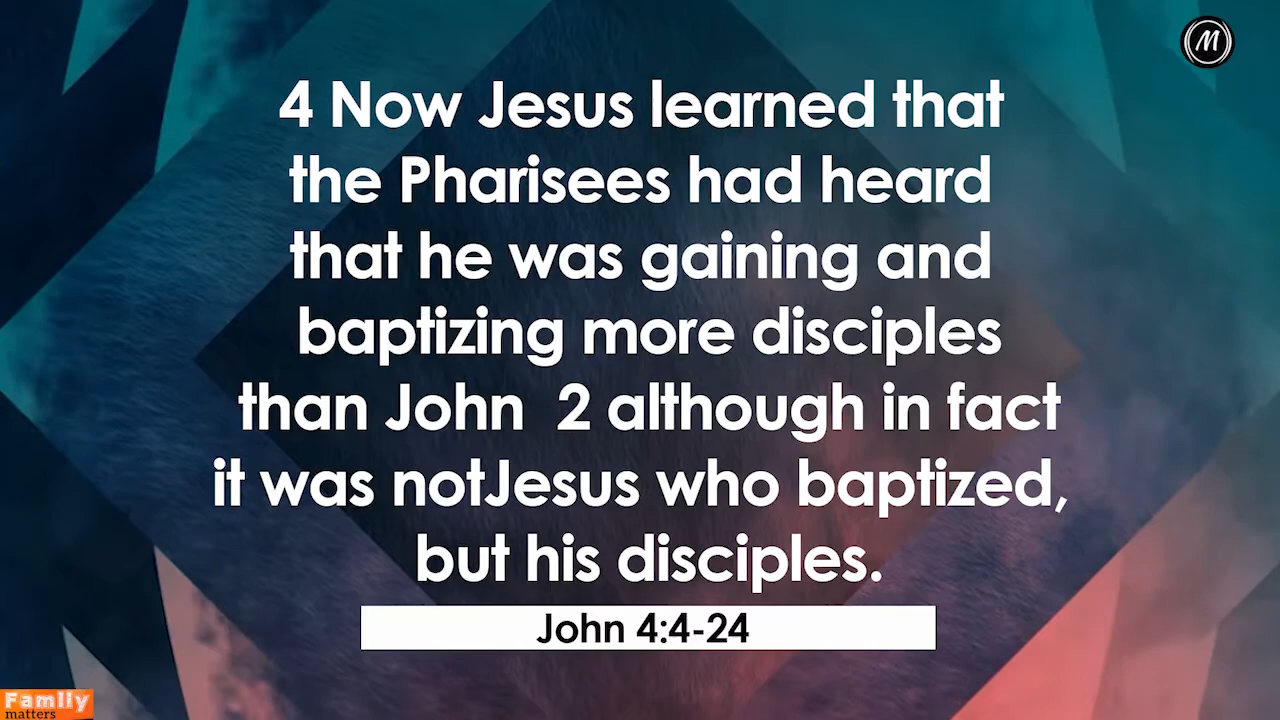 M
4 Now Jesus learned that
the Pharisees had heard
that he was gaining and
baptizing more disciples
than John 2 although in fact
it was notJesus who baptized,
but his disciples.
John 4:4-24
Family
matters